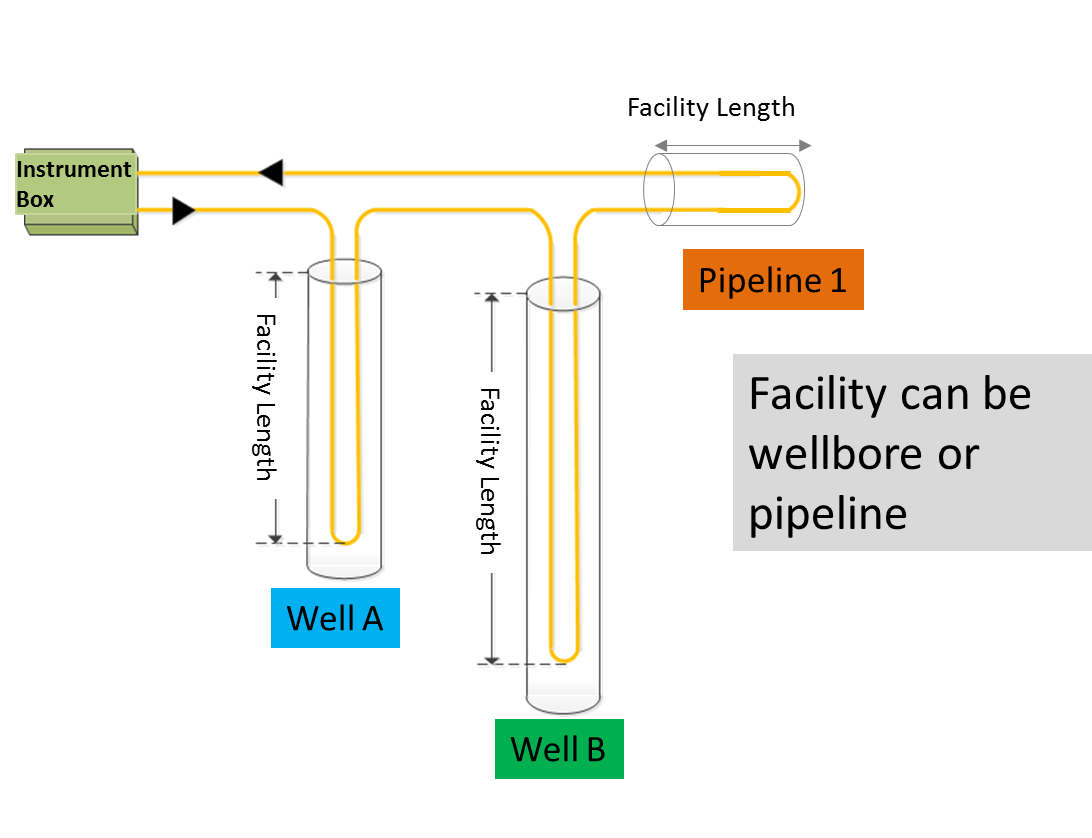 Facility Length
Instrument
Box
Pipeline 1
Facility Length
Facility Length
Facility can be
wellbore or
pipeline
Well A
Well B